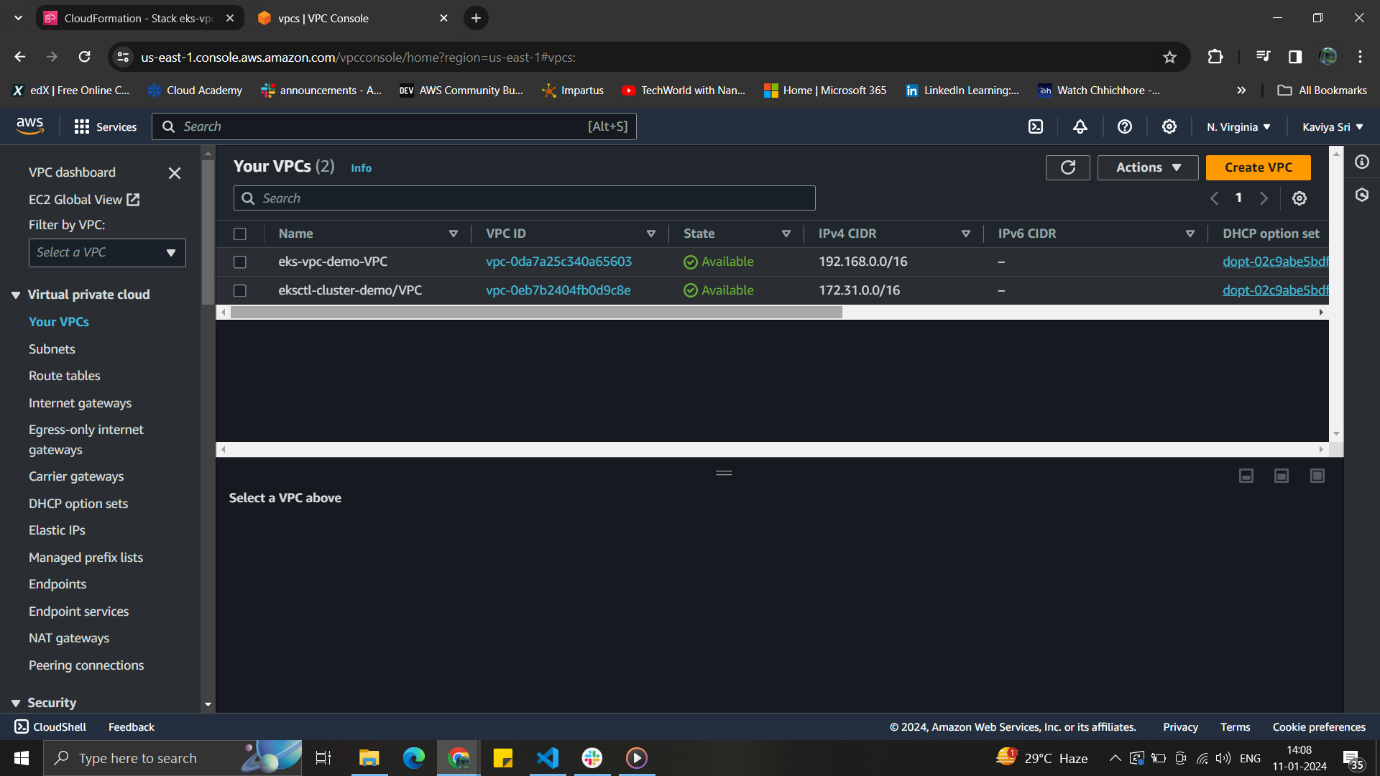 CloudFormation - Stack eks-vpc
vpcs | VPC Console
us-east-1.console.aws.amazon.com/vpcconsole/home?region=us-east-1#vpcs:
edX | Free Online C...
Cloud Academy
announcements - A...
DEV
AWS Community Bu...
Impartus
TechWorld with Nan...
Home | Microsoft 365
LinkedIn Learning:...
Watch Chhichhore -...
All Bookmarks
aws
Services
Search
[Alt+S]
N. Virginia
Kaviya Sri
VPC dashboard
EC2 Global View
Filter by VPC:
Select a VPC
Virtual private cloud
Your VPCs
Subnets
Route tables
Internet gateways
Egress-only internet
gateways
Carrier gateways
DHCP option sets
Elastic IPs
Managed prefix lists
Endpoints
Endpoint services
NAT gateways
Peering connections
Security
Your VPCs (2) Info
Actions
Create VPC
Search
1
Name VPC ID State IPv4 CIDR IPv6 CIDR DHCP option set
eks-vpc-demo-VPC vpc-0da7a25c340a65603 Available 192.168.0.0/16 – dopt-02c9abe5bdf
eksctl-cluster-demo/VPC vpc-0eb7b2404fb0d9c8e Available 172.31.0.0/16 – dopt-02c9abe5bdf
Select a VPC above
CloudShell Feedback
© 2024, Amazon Web Services, Inc. or its affiliates. Privacy Terms Cookie preferences
Type here to search
1
29°C Haze
ENG
14:08
11-01-2024
35